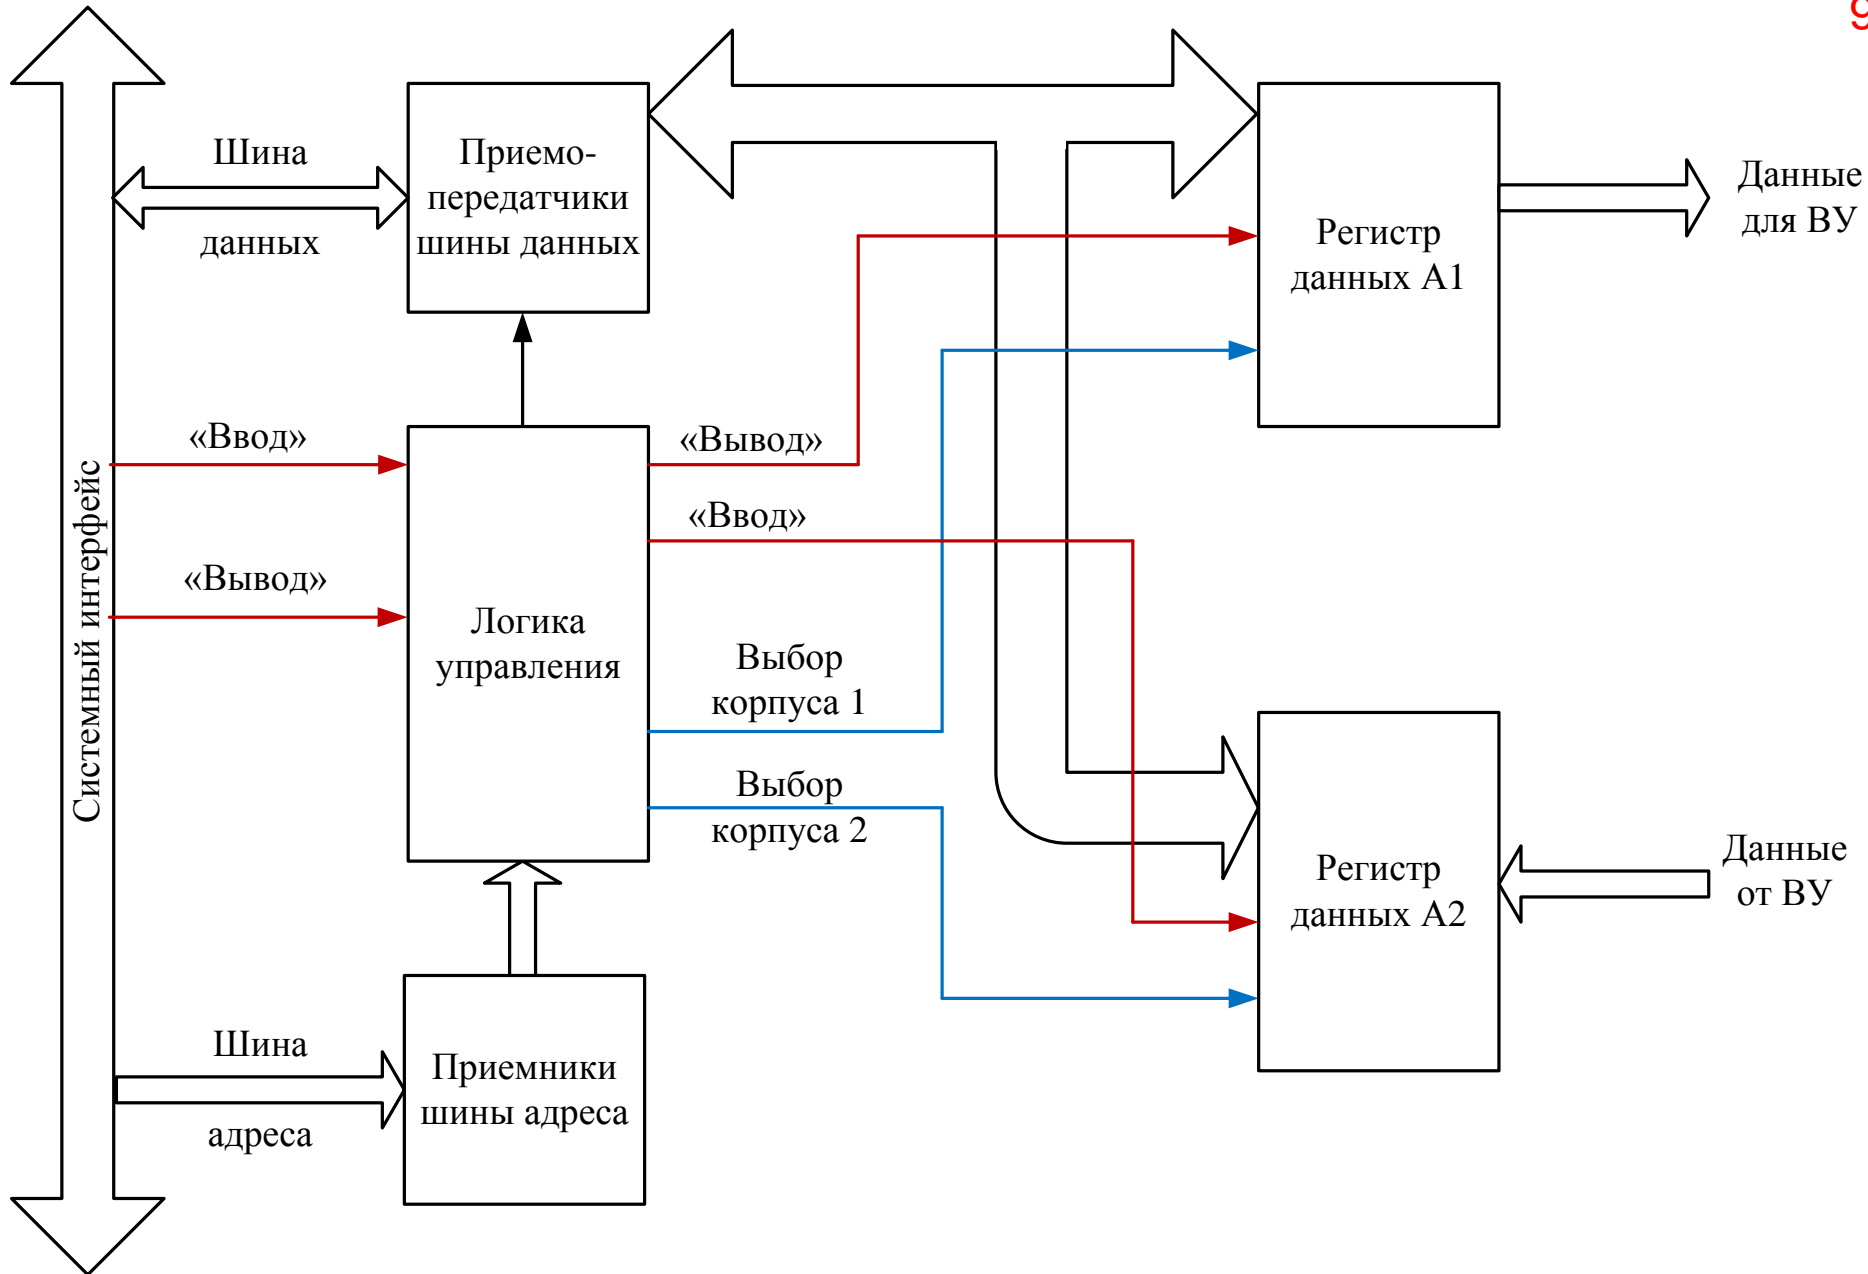 9
Шина
данных
Приемо-
передатчики
шины данных
Данные
для ВУ
Регистр
данных А1
«Ввод»
«Вывод»
«Ввод»
«Вывод»
Системный интерфейс
Логика
управления
Выбор
корпуса 1
Выбор
корпуса 2
Регистр
данных А2
Данные
от ВУ
Шина
адреса
Приемники
шины адреса